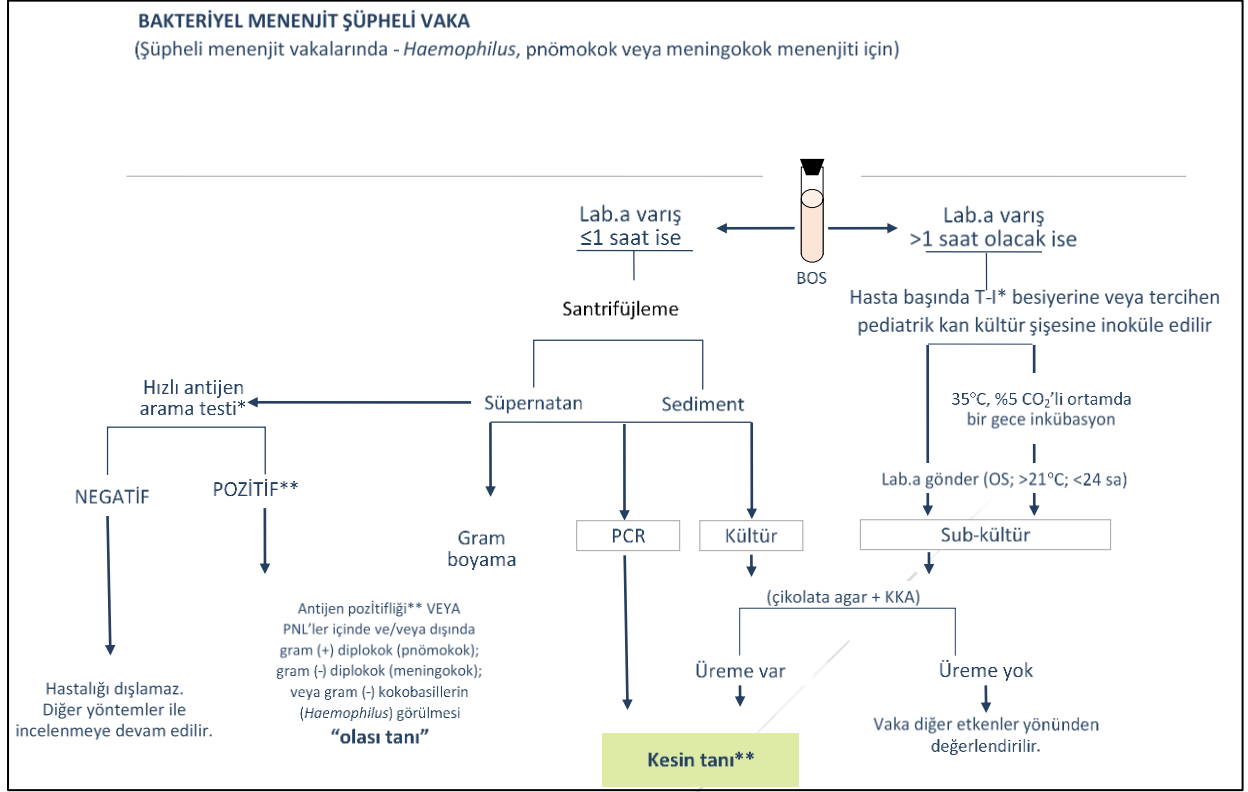 BAKTERİYEL MENENJİT ŞÜPHELİ VAKA
(Şüpheli menenjit vakalarında - Haemophilus, pnömokok veya meningokok menenjiti için)
Lab.a varış
≤1 saat ise
BOS
Lab.a varış
>1 saat olacak ise
Santrifüjleme
Hasta başında T-I* besiyerine veya tercihen
pediatrik kan kültür şişesine inoküle edilir
Hızlı antijen
arama testi*
Süpernatan
Sediment
35°C, %5 CO₂'li ortamda
bir gece inkübasyon
NEGATİF
POZİTİF**
Lab.a gönder (OS; >21°C; <24 sa)
Gram
boyama
PCR
Kültür
Sub-kültür
(çikolata agar + KKA)
Antijen pozİtifliği** VEYA
PNL'ler içinde ve/veya dışında
gram (+) diplokok (pnömokok);
gram (-) diplokok (meningokok);
veya gram (-) kokobasillerin
(Haemophilus) görülmesi
"olası tanı"
Üreme var
Üreme yok
Hastalığı dışlamaz.
Diğer yöntemler ile
incelenmeye devam edilir.
Vaka diğer etkenler yönünden
değerlendirilir.
Kesin tanı**